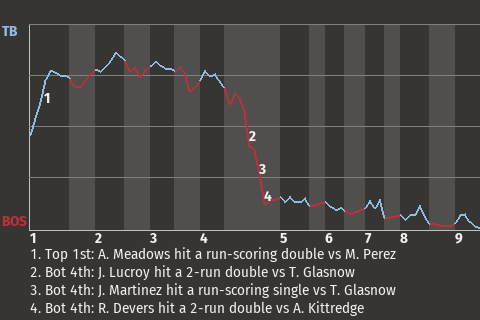 TB
1
2
3
4
BOS
1 2 3 4 5 6 7 8 9
1. Top 1st: A. Meadows hit a run-scoring double vs M. Perez
2. Bot 4th: J. Lucroy hit a 2-run double vs T. Glasnow
3. Bot 4th: J. Martinez hit a run-scoring single vs T. Glasnow
4. Bot 4th: R. Devers hit a 2-run double vs A. Kittredge